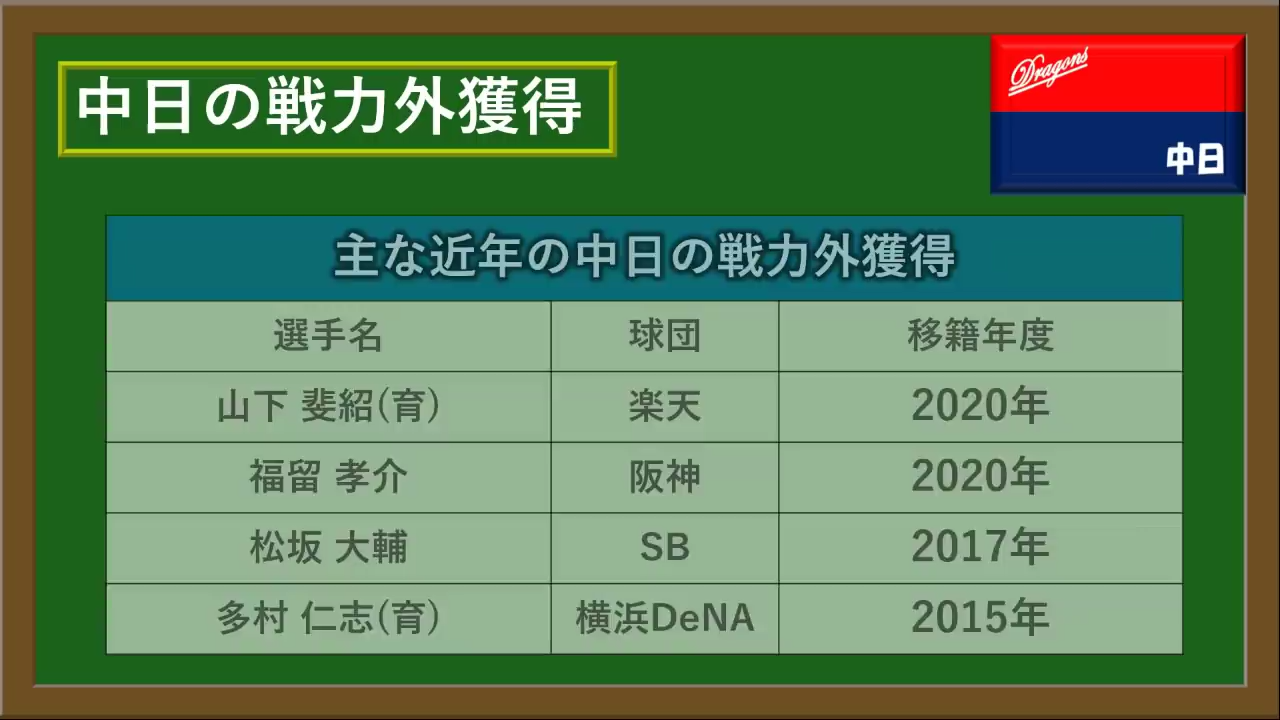 中日の戦力外獲得
Dragons
中日
主な近年の中日の戦力外獲得
選手名 球団 移籍年度
山下 斐紹(育) 楽天 2020年
福留 孝介 阪神 2020年
松坂 大輔 SB 2017年
多村 仁志(育) 横浜DeNA 2015年